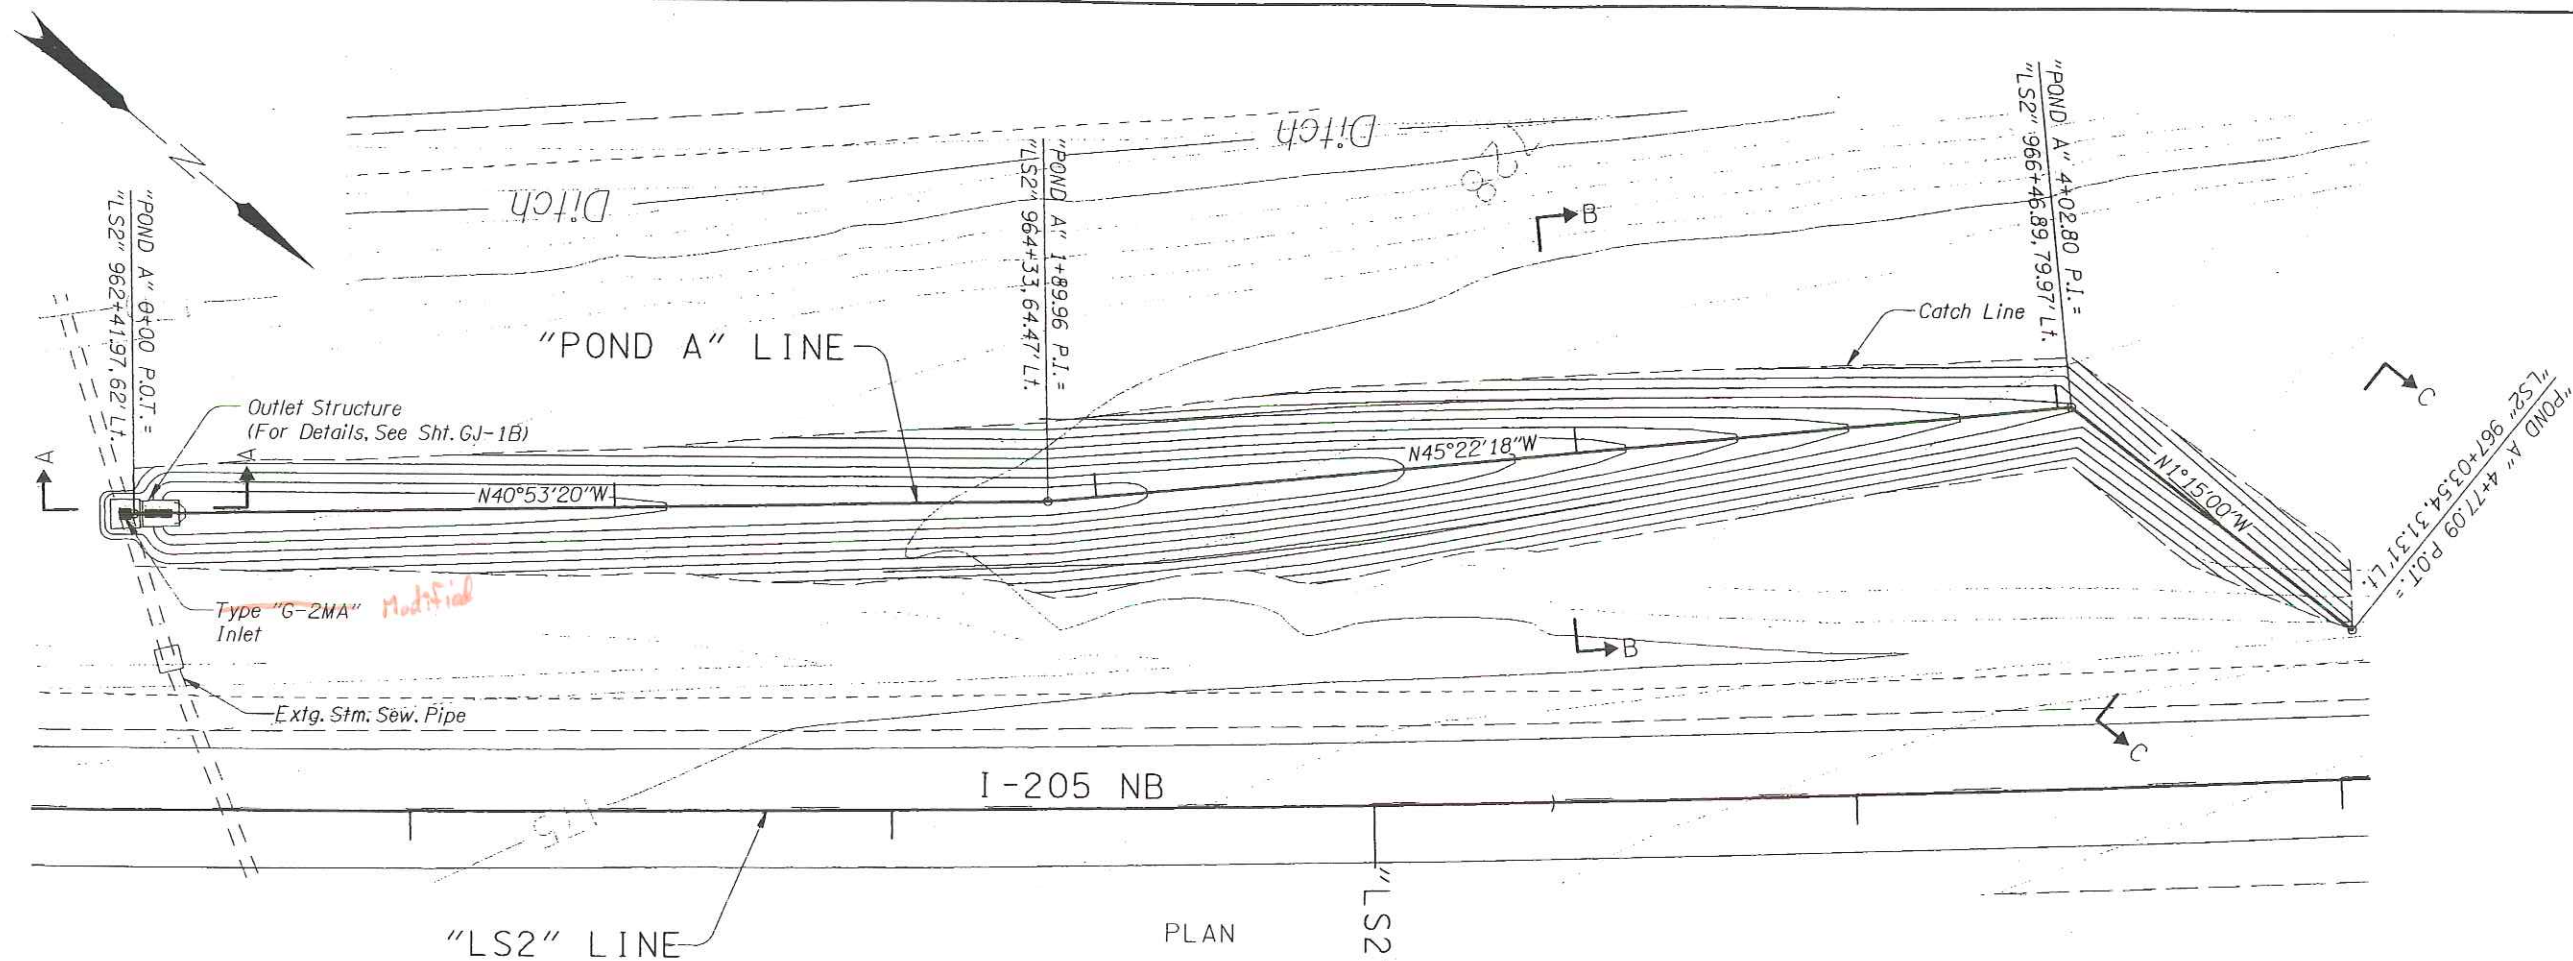 N
Ditch
Ditch
178
"POND A" 0+00 P.O.T. =
"LS2" 962+41.97, 62' Lt.
"POND A" 1+89.96 P.I. =
"LS2" 964+33, 64.47' Lt.
"POND A" 4+02.80 P.I. =
"LS2" 966+46.89, 79.97' Lt.
"POND A" 4+77.09 P.O.T. =
"LS2" 967+03.54, 31.31' Lt.
B
"POND A" LINE
Catch Line
C
Outlet Structure
(For Details, See Sht. GJ-1B)
A
A
N40°53'20"W
N45°22'18"W
N1°15'00"W
Type "G-2MA" Modified
Inlet
B
Extg. Stm. Sew. Pipe
C
I-205 NB
175
"LS2
"LS2" LINE
PLAN